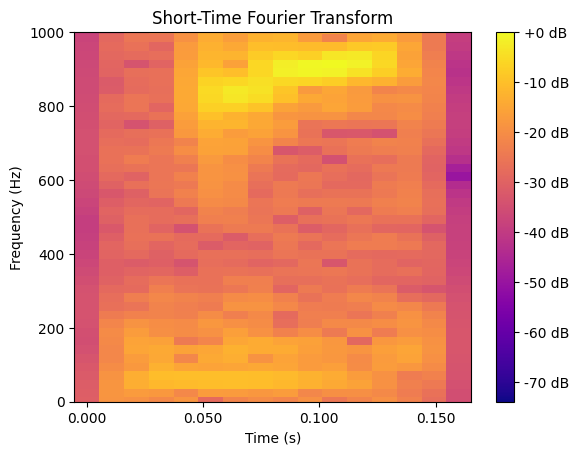 Short-Time Fourier Transform
Frequency (Hz)
1000
800
600
400
200
0
0.000
0.050
0.100
0.150
Time (s)
+0 dB
-10 dB
-20 dB
-30 dB
-40 dB
-50 dB
-60 dB
-70 dB